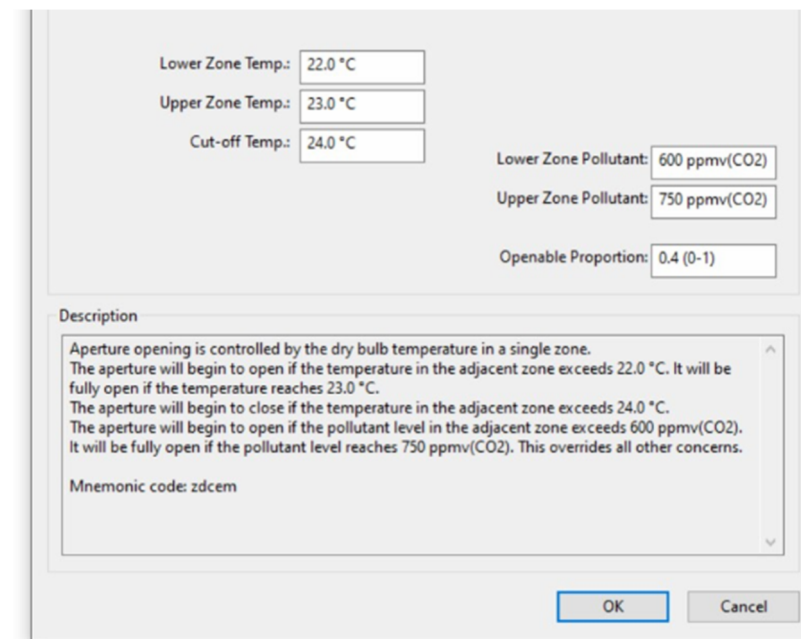 Lower Zone Temp.: 22.0 °C
Upper Zone Temp.: 23.0 °C
Cut-off Temp.: 24.0 °C
Lower Zone Pollutant: 600 ppmv(CO2)
Upper Zone Pollutant: 750 ppmv(CO2)
Openable Proportion: 0.4 (0-1)
Description
Aperture opening is controlled by the dry bulb temperature in a single zone.
The aperture will begin to open if the temperature in the adjacent zone exceeds 22.0 °C. It will be
fully open if the temperature reaches 23.0 °C.
The aperture will begin to close if the temperature in the adjacent zone exceeds 24.0 °C.
The aperture will begin to open if the pollutant level in the adjacent zone exceeds 600 ppmv(CO2).
It will be fully open if the pollutant level reaches 750 ppmv(CO2). This overrides all other concerns.
Mnemonic code: zdcem
OK Cancel